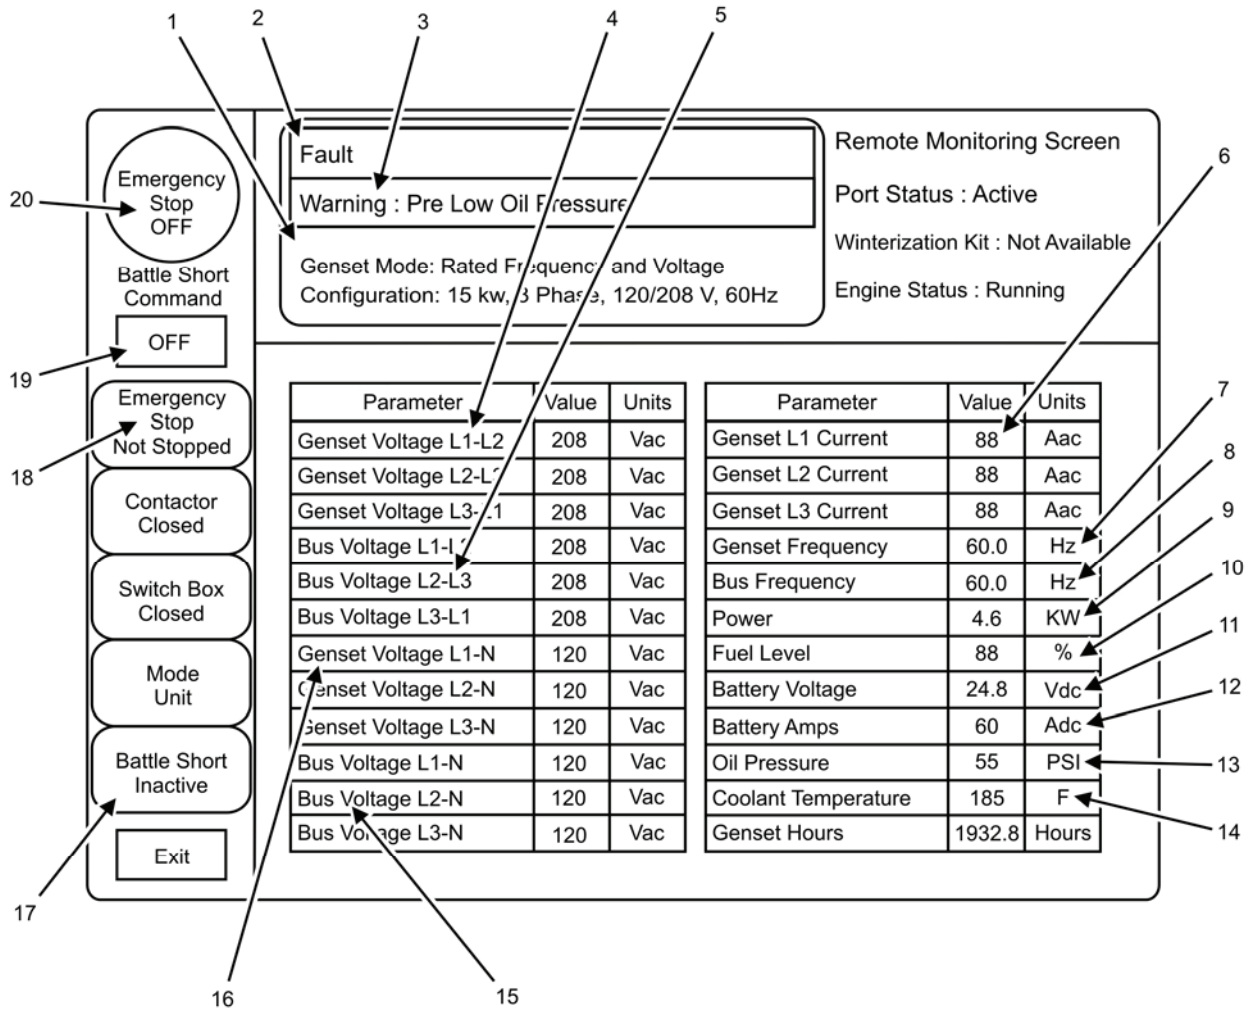 1
2
3
4
5
6
7
8
9
10
11
12
13
14
15
16
17
18
19
20
Emergency
Stop
OFF
Battle Short
Command
OFF
Emergency
Stop
Not Stopped
Contactor
Closed
Switch Box
Closed
Mode
Unit
Battle Short
Inactive
Exit
Fault
Warning : Pre Low Oil Pressure
Genset Mode: Rated Frequency and Voltage
Configuration: 15 kw, 3 Phase, 120/208 V, 60Hz
Remote Monitoring Screen
Port Status : Active
Winterization Kit : Not Available
Engine Status : Running
Parameter Value Units
Genset Voltage L1-L2 208 Vac
Genset Voltage L2-L3 208 Vac
Genset Voltage L3-L1 208 Vac
Bus Voltage L1-L2 208 Vac
Bus Voltage L2-L3 208 Vac
Bus Voltage L3-L1 208 Vac
Genset Voltage L1-N 120 Vac
Genset Voltage L2-N 120 Vac
Genset Voltage L3-N 120 Vac
Bus Voltage L1-N 120 Vac
Bus Voltage L2-N 120 Vac
Bus Voltage L3-N 120 Vac
Parameter Value Units
Genset L1 Current 88 Aac
Genset L2 Current 88 Aac
Genset L3 Current 88 Aac
Genset Frequency 60.0 Hz
Bus Frequency 60.0 Hz
Power 4.6 KW
Fuel Level 88 %
Battery Voltage 24.8 Vdc
Battery Amps 60 Adc
Oil Pressure 55 PSI
Coolant Temperature 185 F
Genset Hours 1932.8 Hours